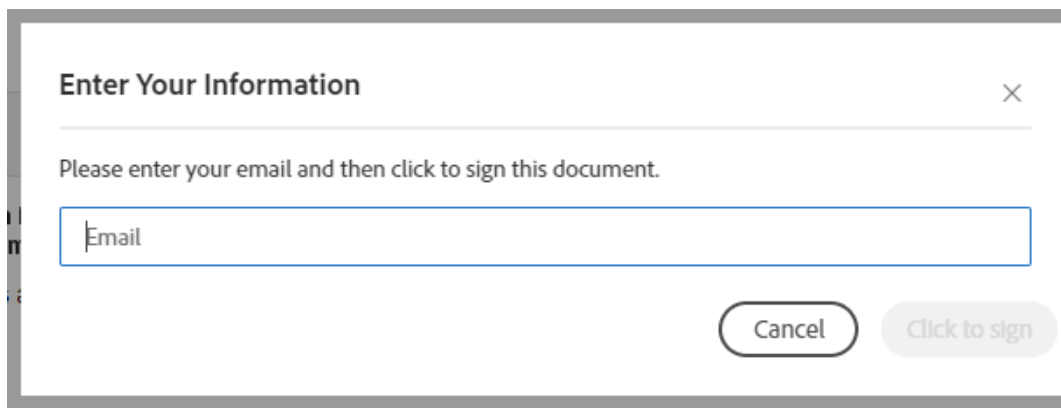 Enter Your Information
Please enter your email and then click to sign this document.
Email
Cancel
Click to sign